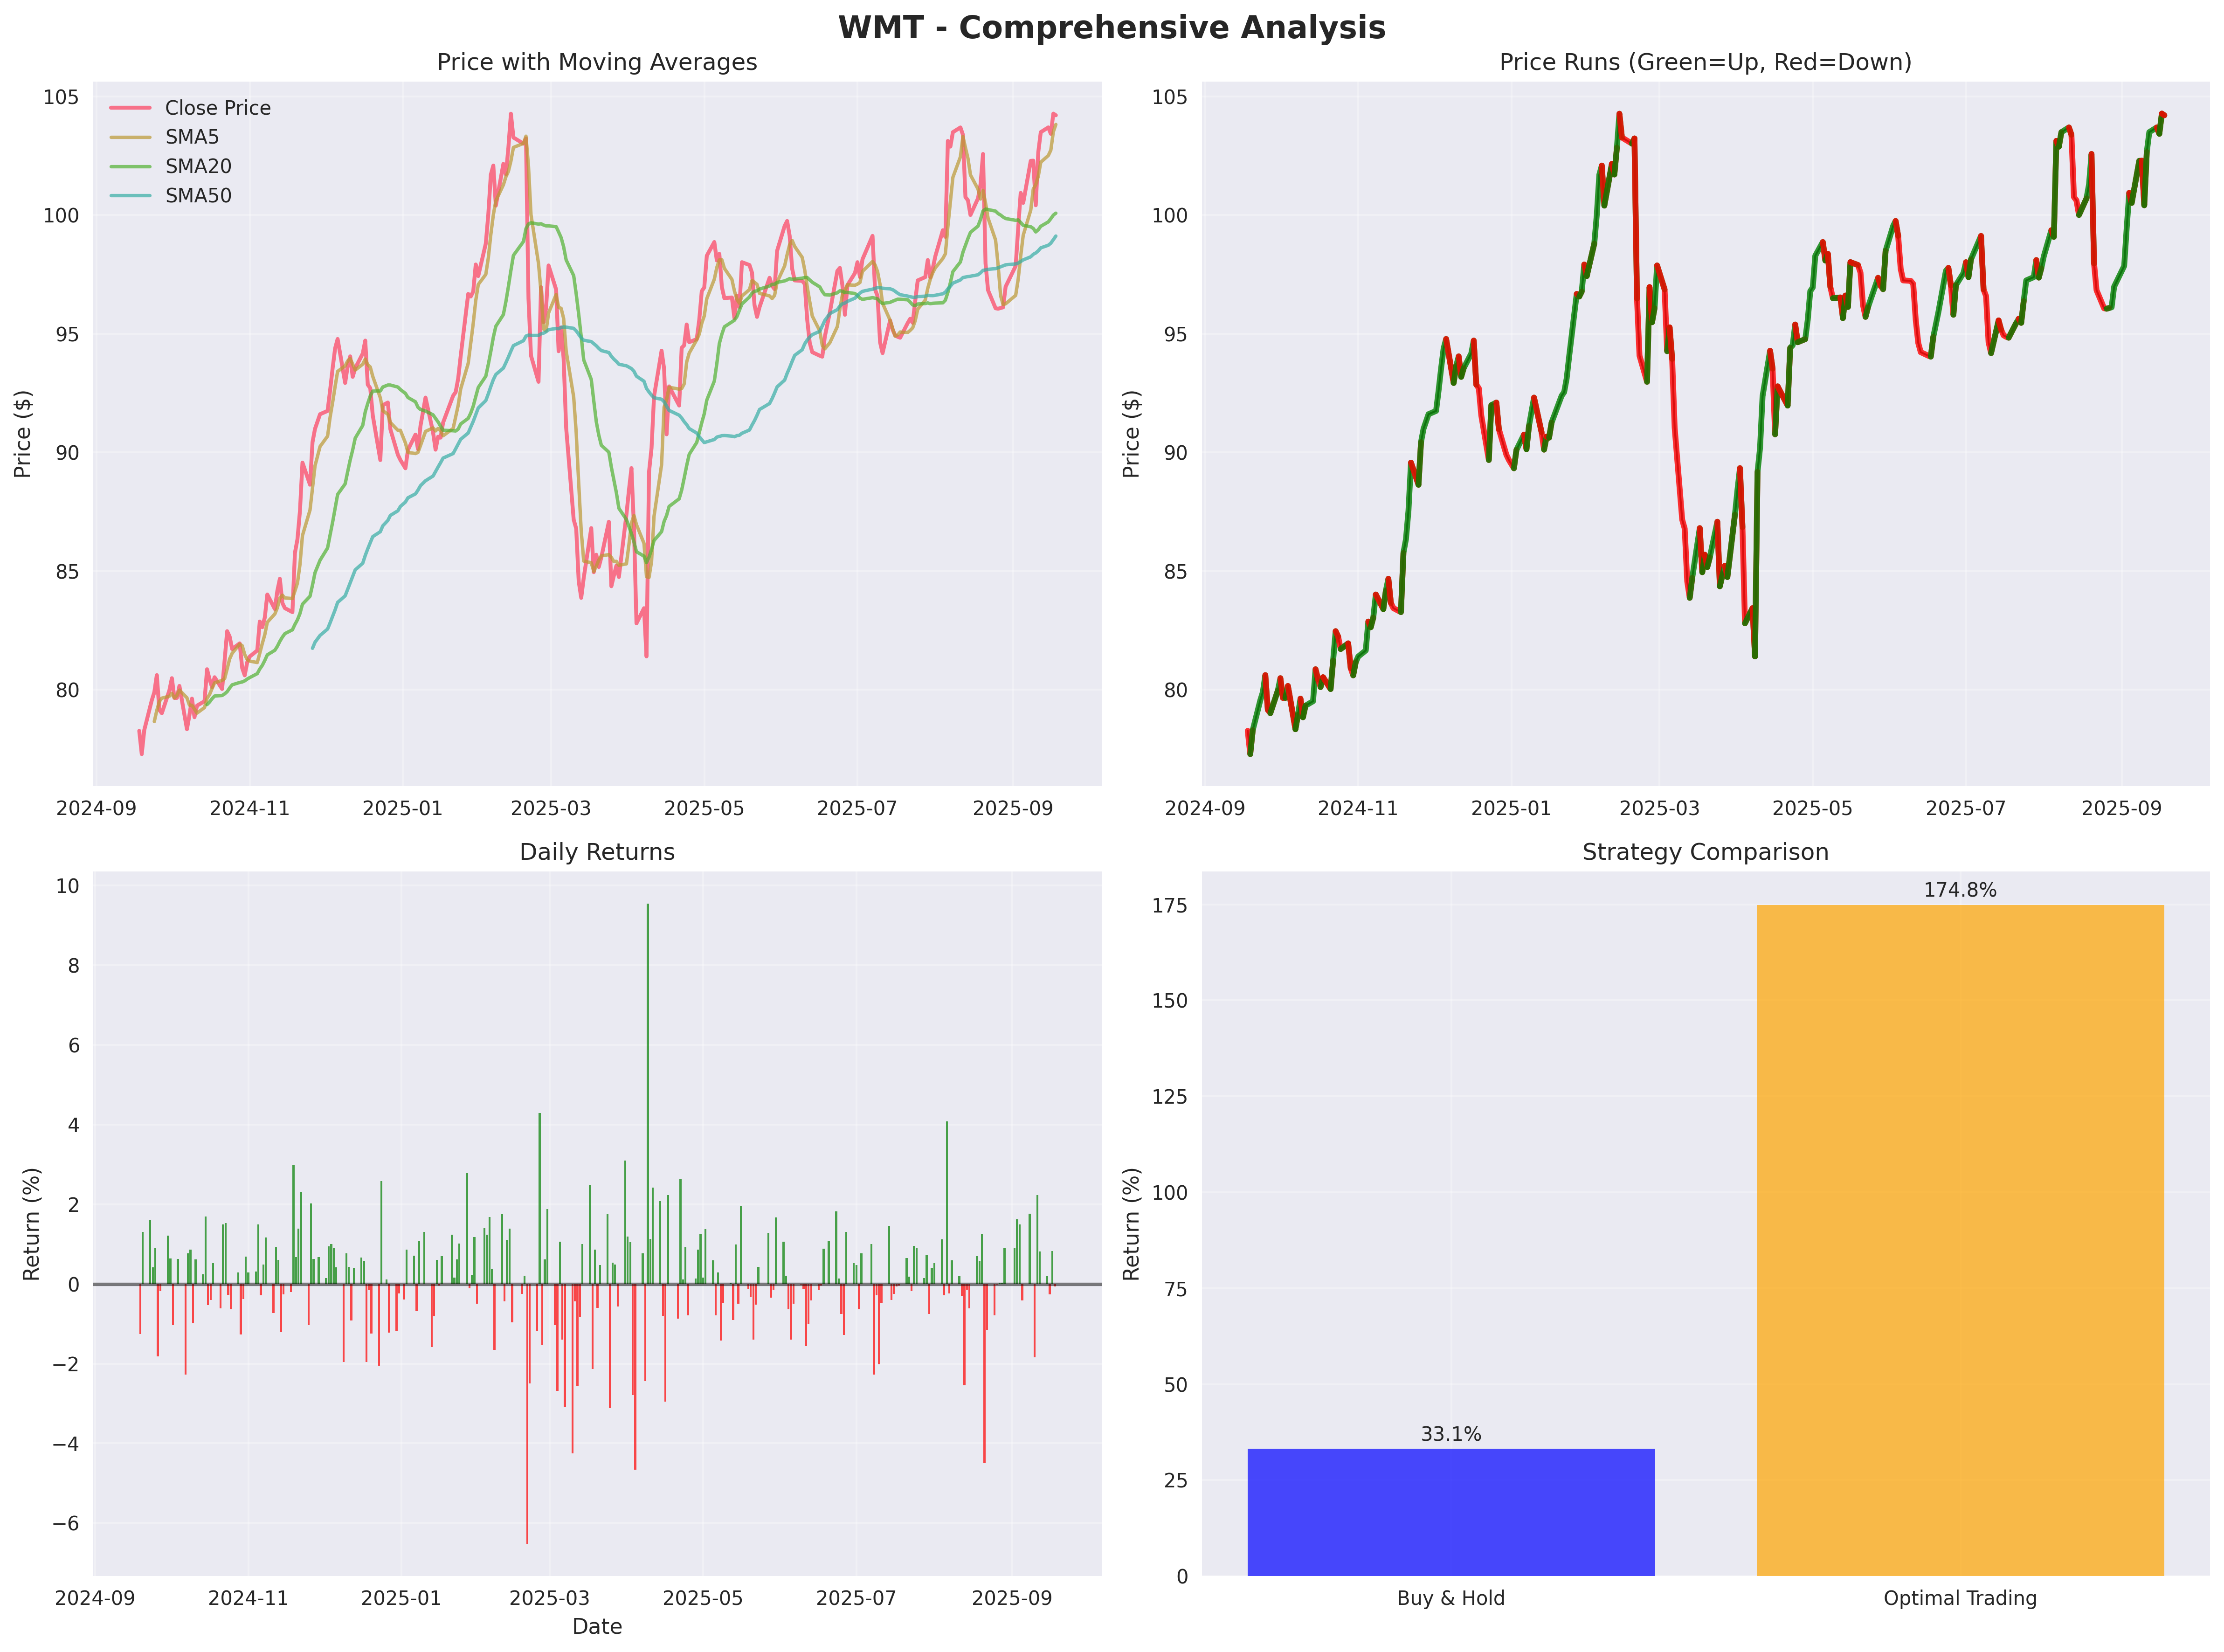 WMT - Comprehensive Analysis
Price with Moving Averages
Price ($)
105
100
95
90
85
80
Close Price
SMA5
SMA20
SMA50
2024-09 2024-11 2025-01 2025-03 2025-05 2025-07 2025-09
Price Runs (Green=Up, Red=Down)
Price ($)
105
100
95
90
85
80
2024-09 2024-11 2025-01 2025-03 2025-05 2025-07 2025-09
Daily Returns
Return (%)
10
8
6
4
2
0
−2
−4
−6
2024-09 2024-11 2025-01 2025-03 2025-05 2025-07 2025-09
Date
Strategy Comparison
Return (%)
175
150
125
100
75
50
25
0
174.8%
33.1%
Buy & Hold Optimal Trading